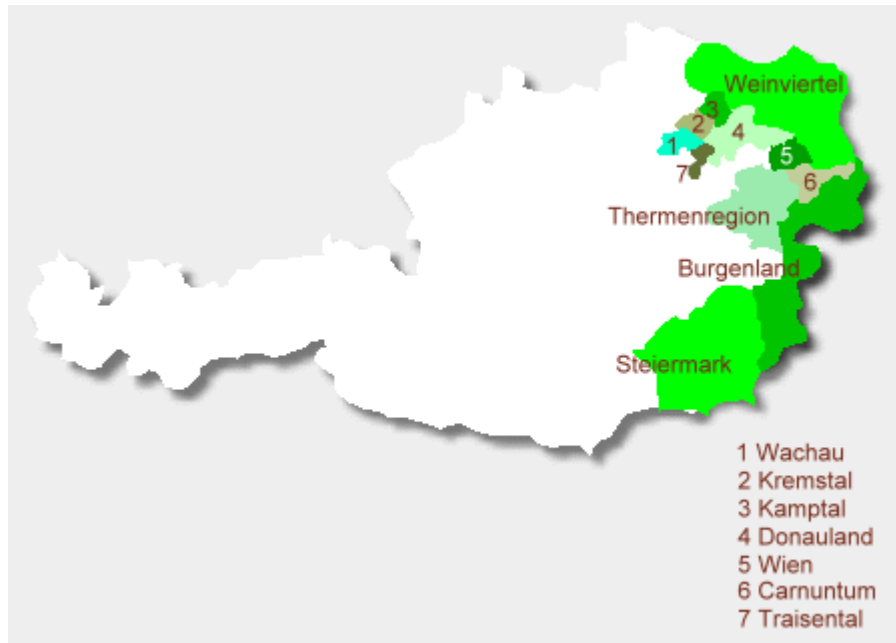 Weinviertel
3
2
4
1
5
7
6
Thermenregion
Burgenland
Steiermark
1 Wachau
2 Kremstal
3 Kamptal
4 Donauland
5 Wien
6 Carnuntum
7 Traisental